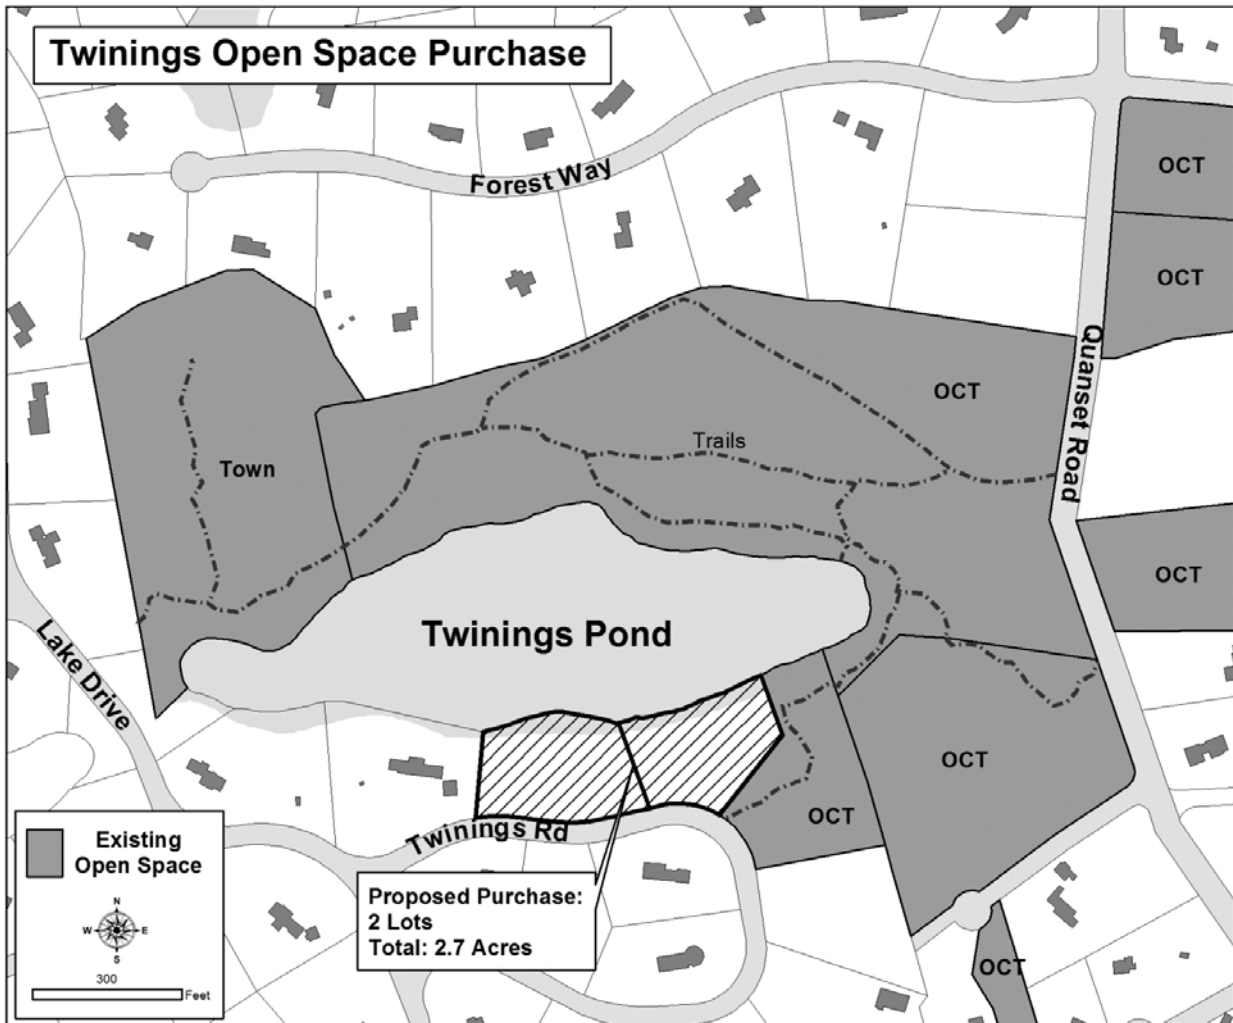 Twinings Open Space Purchase
Forest Way
OCT
OCT
Quanset Road
OCT
Trails
Town
OCT
Twinings Pond
Lake Drive
OCT
OCT
Twinings Rd
Proposed Purchase:
2 Lots
Total: 2.7 Acres
OCT
Existing
Open Space
N
W
E
S
300
Feet